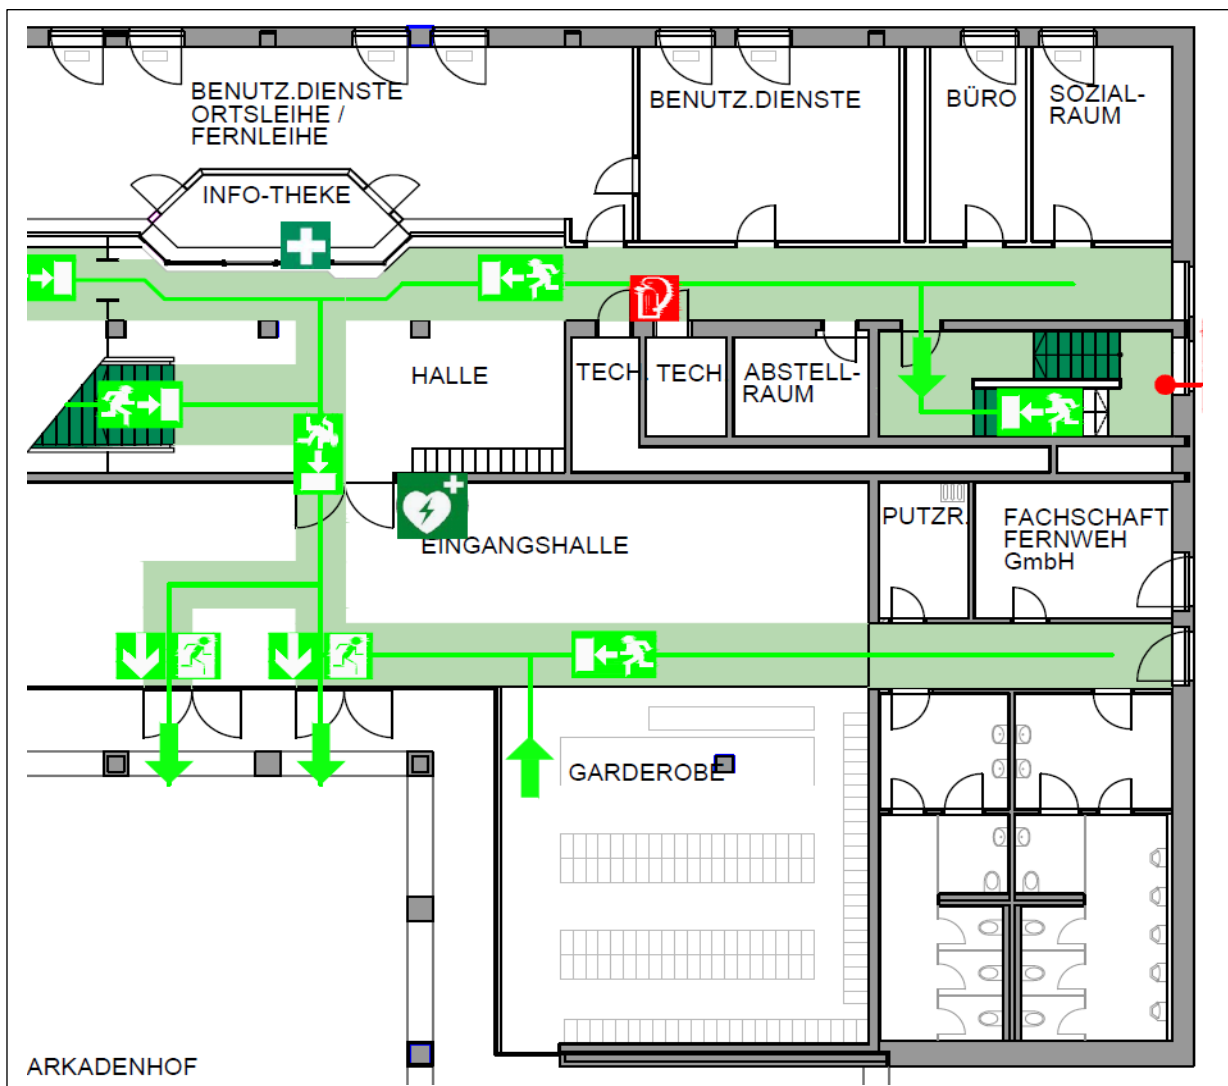 BENUTZ.DIENSTE
ORTSLEIHE /
FERNLEIHE
BENUTZ.DIENSTE
BÜRO
SOZIAL-
RAUM
INFO-THEKE
HALLE
TECH.
TECH
ABSTELL-
RAUM
EINGANGSHALLE
PUTZR.
FACHSCHAFT
FERNWEH
GmbH
GARDEROBE
ARKADENHOF